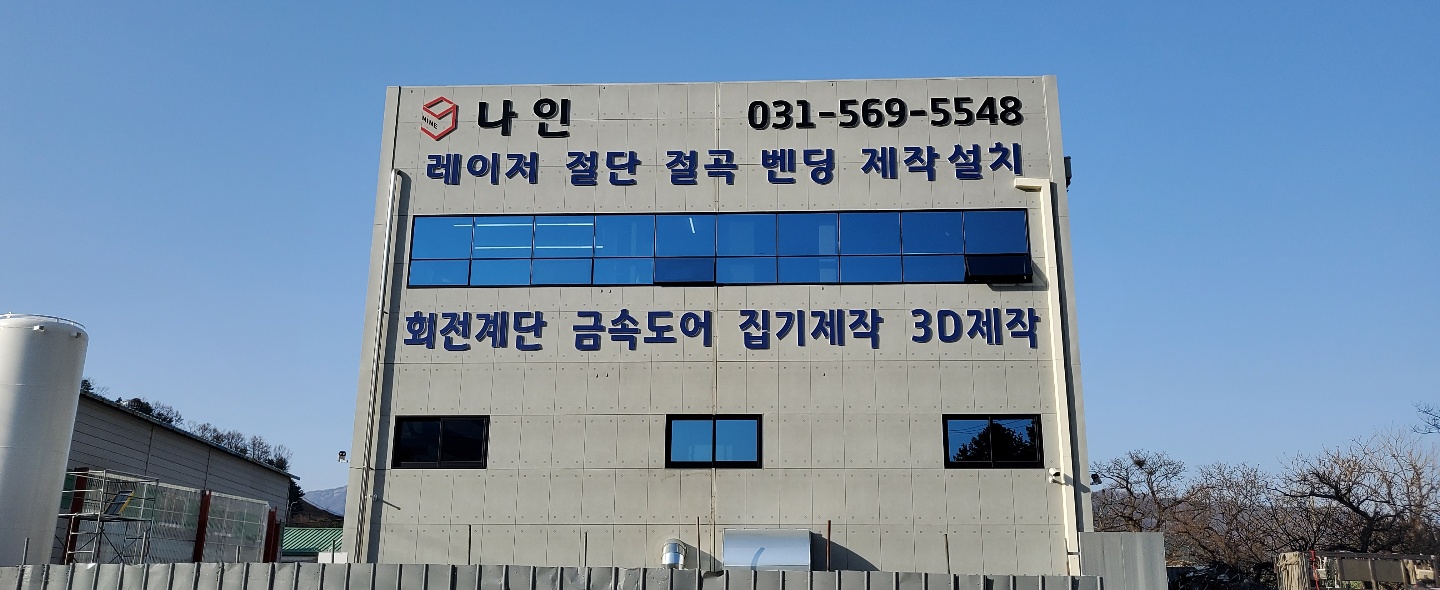 NINE 나인 031-569-5548
레이저 절단 절곡 벤딩 제작설치
회전계단 금속도어 집기제작 3D제작